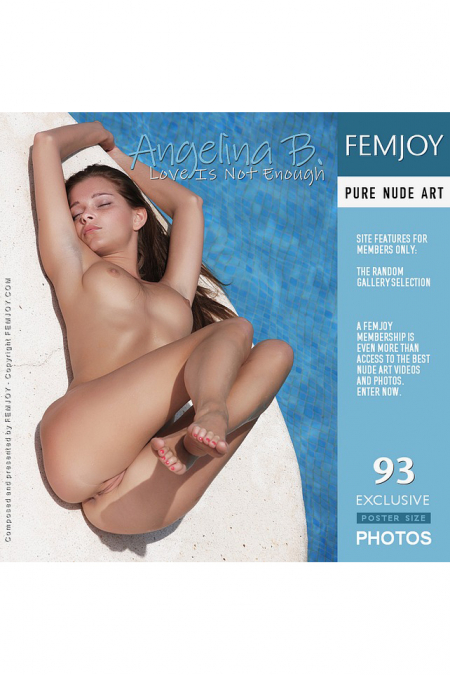 Angelina B.
Love Is Not Enough
FEMJOY
PURE NUDE ART
SITE FEATURES FOR
MEMBERS ONLY:
THE RANDOM
GALLERY SELECTION
A FEMJOY
MEMBERSHIP IS
EVEN MORE THAN
ACCESS TO THE BEST
NUDE ART VIDEOS
AND PHOTOS.
ENTER NOW.
93
EXCLUSIVE
POSTER SIZE
PHOTOS
Composed and presented by FEMJOY - Copyright FEMJOY.COM